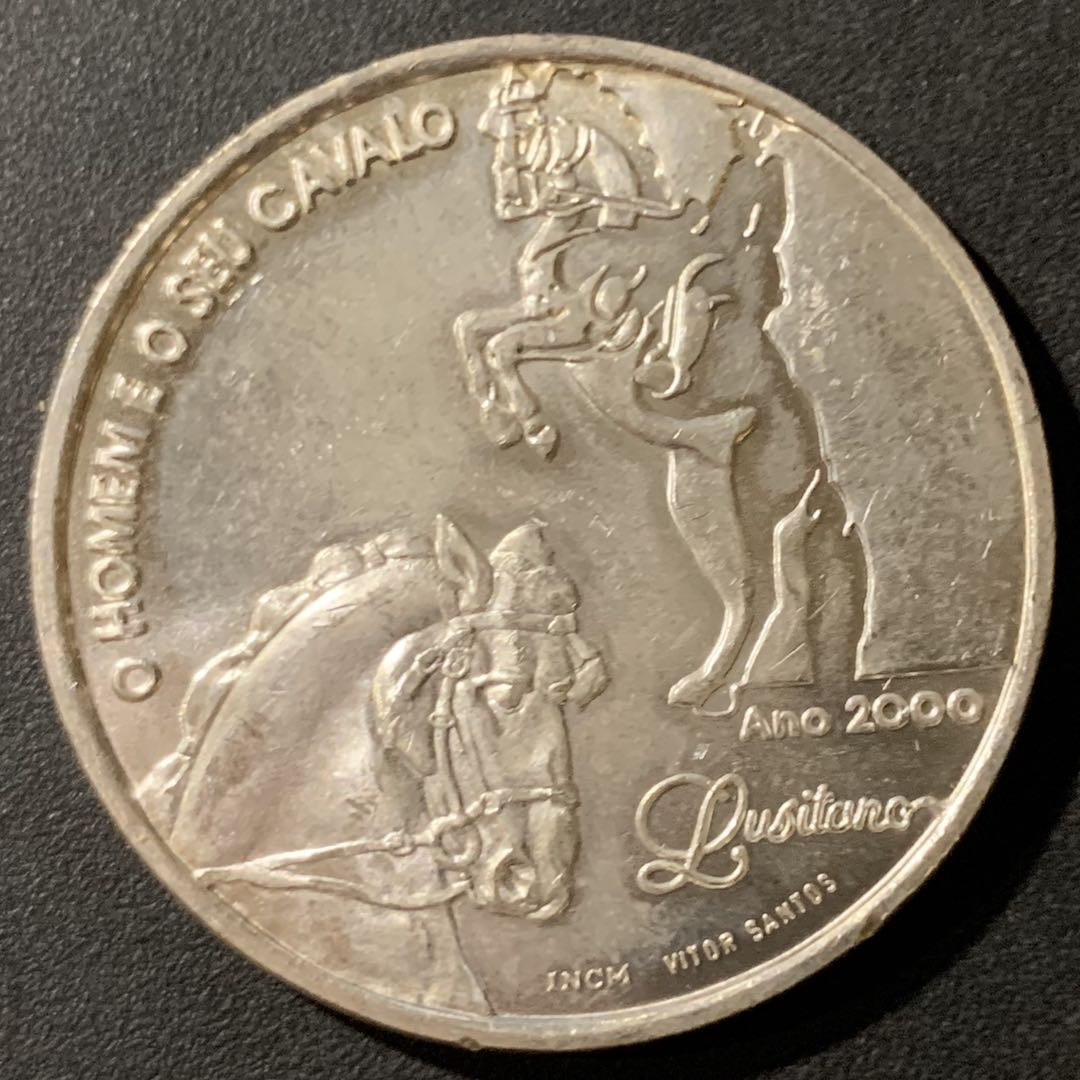 O HOMEM E O SEU CAVALO
Ano 2000
Lusitano
INCM VITOR SANTOS